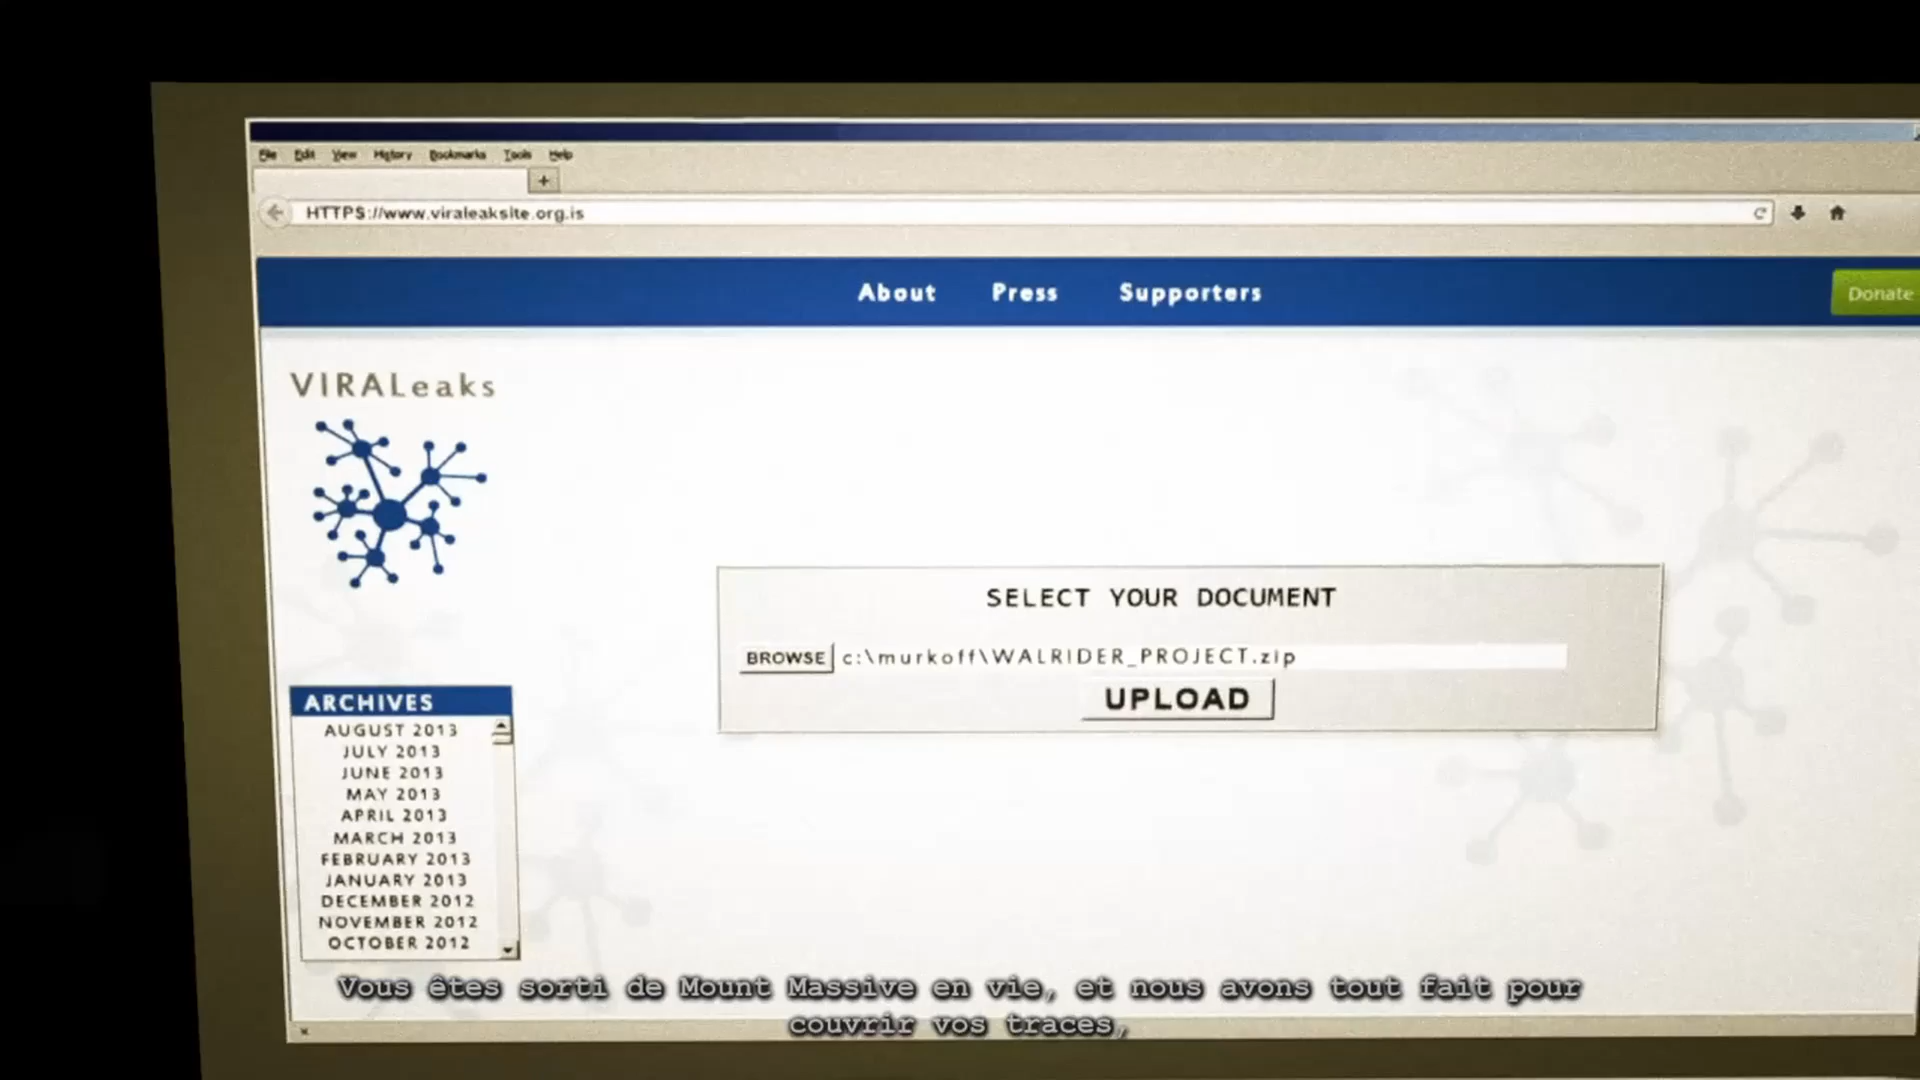 File Edit View History Bookmarks Tools Help
+
HTTPS://www.viraleaksite.org.is
About Press Supporters
Donate
VIRALeaks
SELECT YOUR DOCUMENT
BROWSE c:\murkoff\WALRIDER_PROJECT.zip
UPLOAD
ARCHIVES
AUGUST 2013
JULY 2013
JUNE 2013
MAY 2013
APRIL 2013
MARCH 2013
FEBRUARY 2013
JANUARY 2013
DECEMBER 2012
NOVEMBER 2012
OCTOBER 2012
Vous êtes sorti de Mount Massive en vie, et nous avons tout fait pour
couvrir vos traces,